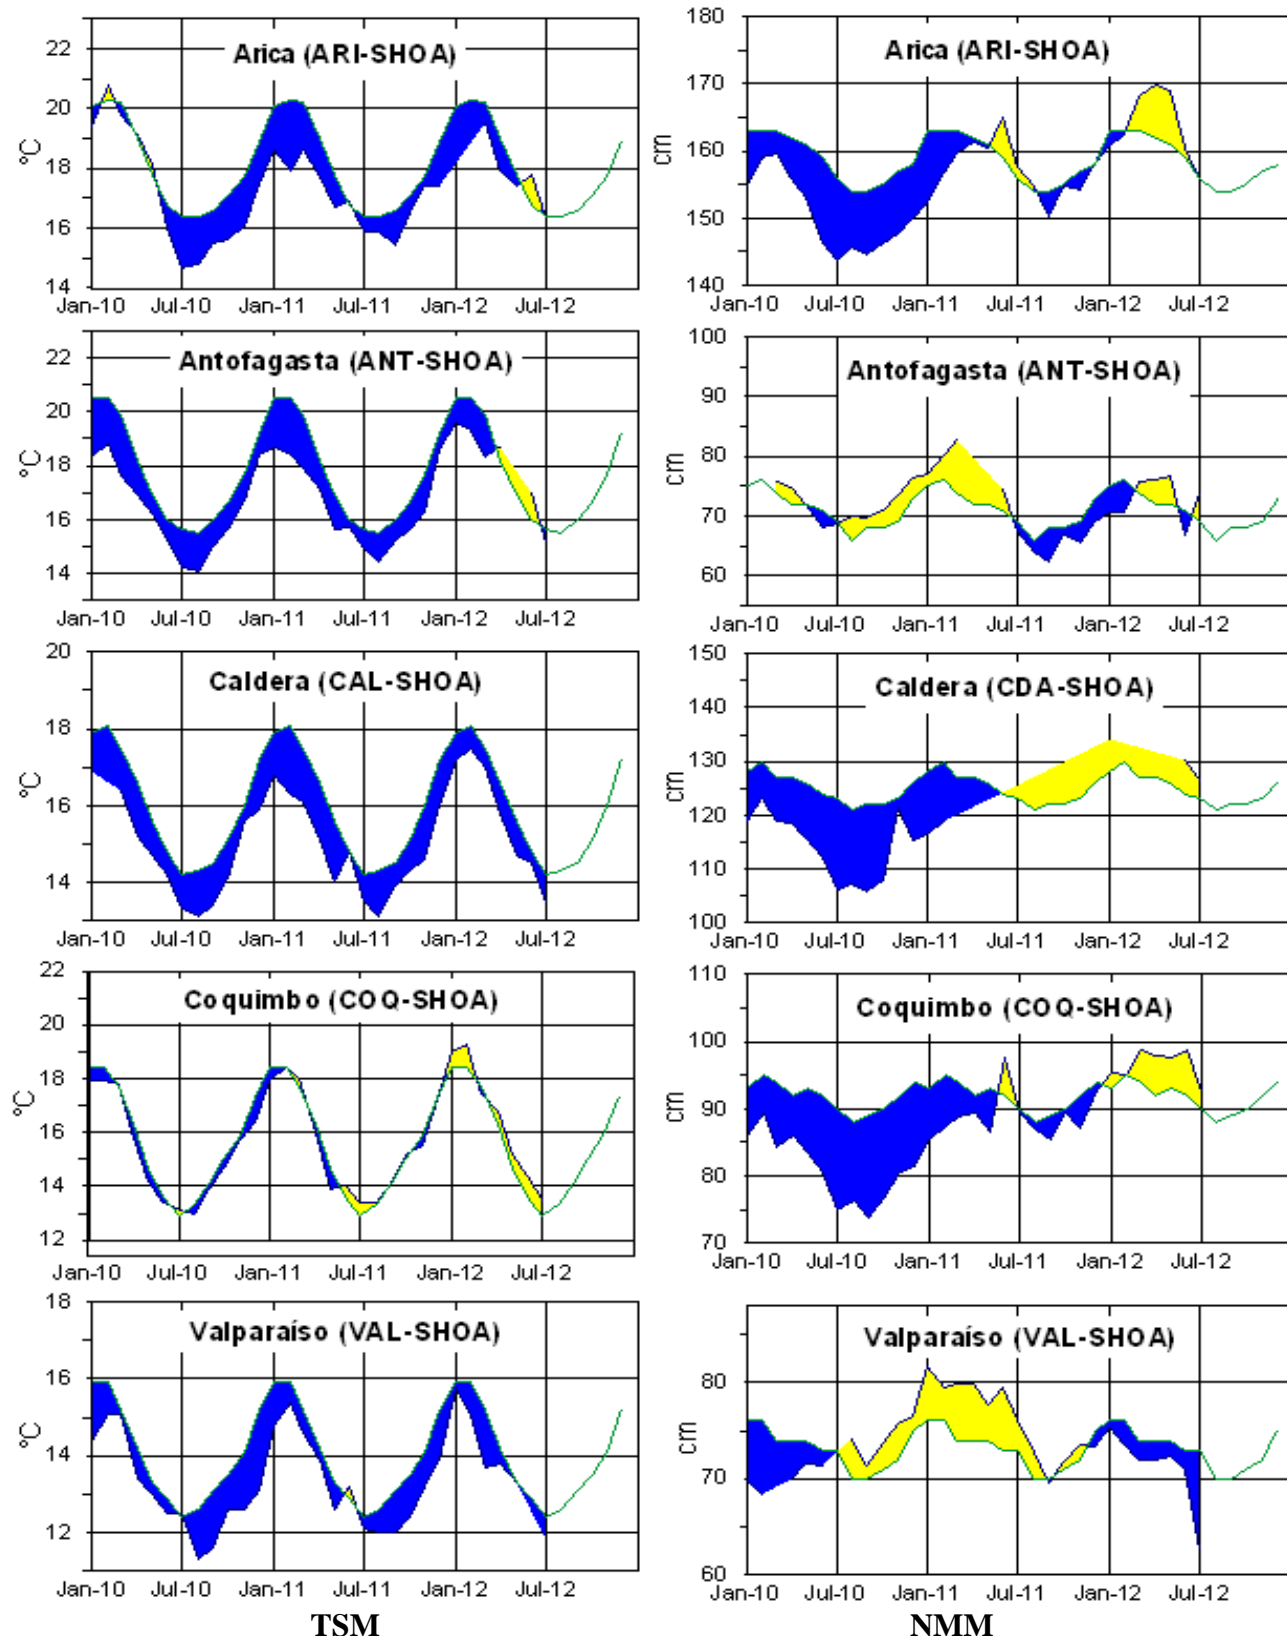 Arica (ARI-SHOA)
22
20
18
16
14
°C
Jan-10 Jul-10 Jan-11 Jul-11 Jan-12 Jul-12
Arica (ARI-SHOA)
180
170
160
150
140
cm
Jan-10 Jul-10 Jan-11 Jul-11 Jan-12 Jul-12
Antofagasta (ANT-SHOA)
22
20
18
16
14
°C
Jan-10 Jul-10 Jan-11 Jul-11 Jan-12 Jul-12
Antofagasta (ANT-SHOA)
100
90
80
70
60
cm
Jan-10 Jul-10 Jan-11 Jul-11 Jan-12 Jul-12
Caldera (CAL-SHOA)
20
18
16
14
°C
Jan-10 Jul-10 Jan-11 Jul-11 Jan-12 Jul-12
Caldera (CDA-SHOA)
150
140
130
120
110
100
cm
Jan-10 Jul-10 Jan-11 Jul-11 Jan-12 Jul-12
Coquimbo (COQ-SHOA)
22
20
18
16
14
12
°C
Jan-10 Jul-10 Jan-11 Jul-11 Jan-12 Jul-12
Coquimbo (COQ-SHOA)
110
100
90
80
70
cm
Jan-10 Jul-10 Jan-11 Jul-11 Jan-12 Jul-12
Valparaíso (VAL-SHOA)
18
16
14
12
°C
Jan-10 Jul-10 Jan-11 Jul-11 Jan-12 Jul-12
Valparaíso (VAL-SHOA)
80
70
60
cm
Jan-10 Jul-10 Jan-11 Jul-11 Jan-12 Jul-12
TSM
NMM